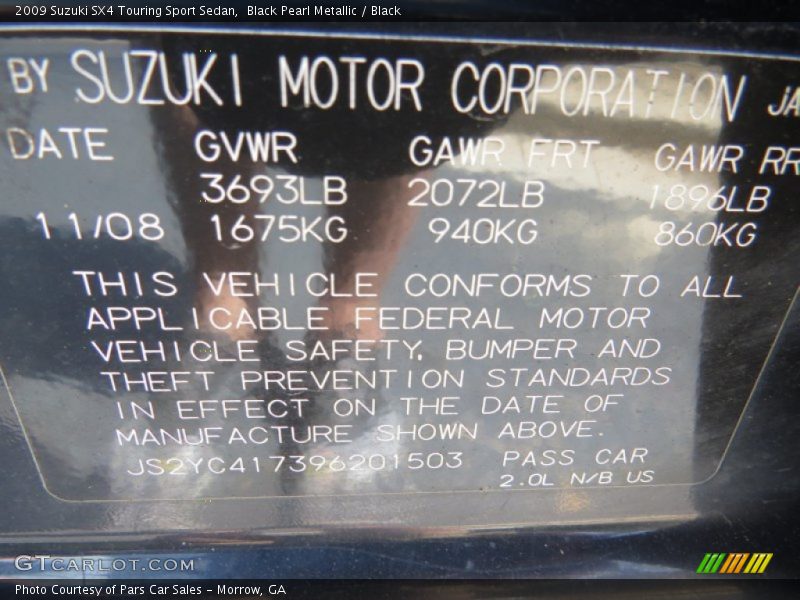 2009 Suzuki SX4 Touring Sport Sedan, Black Pearl Metallic / Black
BY SUZUKI MOTOR CORPORATION JA
DATE GVWR GAWR FRT GAWR RR
3693LB 2072LB 1896LB
11/08 1675KG 940KG 860KG
THIS VEHICLE CONFORMS TO ALL
APPLICABLE FEDERAL MOTOR
VEHICLE SAFETY, BUMPER AND
THEFT PREVENTION STANDARDS
IN EFFECT ON THE DATE OF
MANUFACTURE SHOWN ABOVE.
JS2YC417396201503 PASS CAR
2.0L N/B US
GTcarlot.com
Photo Courtesy of Pars Car Sales - Morrow, GA